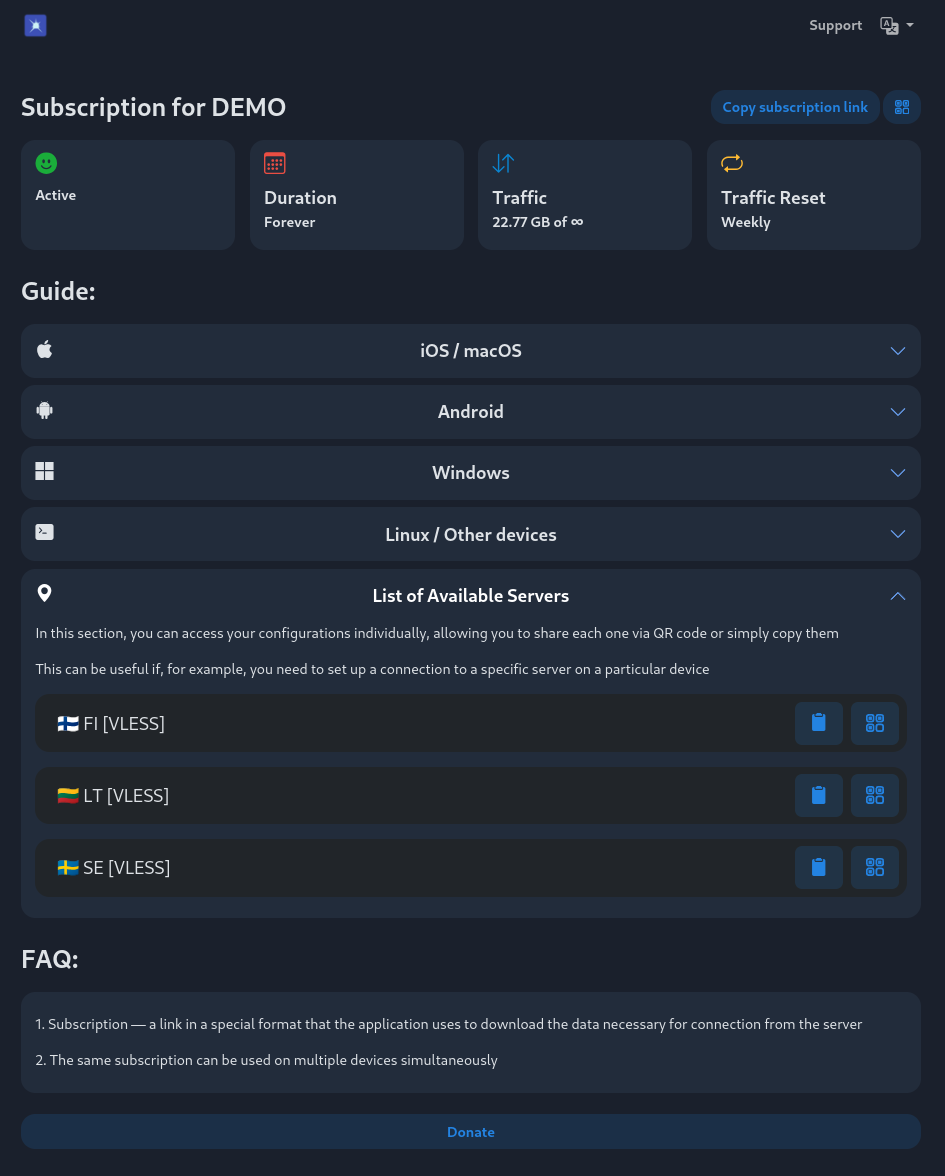 Support
Subscription for DEMO
Copy subscription link
Active
Duration
Forever
Traffic
22.77 GB of ∞
Traffic Reset
Weekly
Guide:
iOS / macOS
Android
Windows
Linux / Other devices
List of Available Servers
In this section, you can access your configurations individually, allowing you to share each one via QR code or simply copy them
This can be useful if, for example, you need to set up a connection to a specific server on a particular device
🇫🇮 FI [VLESS]
🇱🇹 LT [VLESS]
🇸🇪 SE [VLESS]
FAQ:
1. Subscription — a link in a special format that the application uses to download the data necessary for connection from the server
2. The same subscription can be used on multiple devices simultaneously
Donate